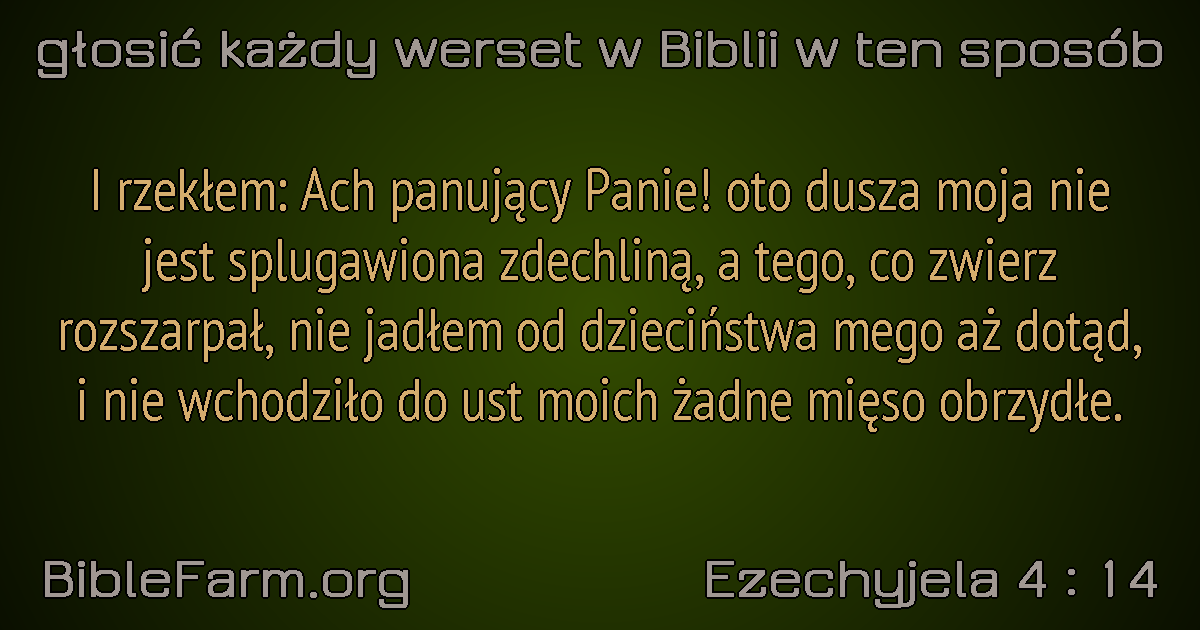 głosić każdy werset w Biblii w ten sposób
I rzekłem: Ach panujący Panie! oto dusza moja nie
jest splugawiona zdechliną, a tego, co zwierz
rozszarpał, nie jadłem od dzieciństwa mego aż dotąd,
i nie wchodziło do ust moich żadne mięso obrzydłe.
BibleFarm.org
Ezechyjela 4 : 14